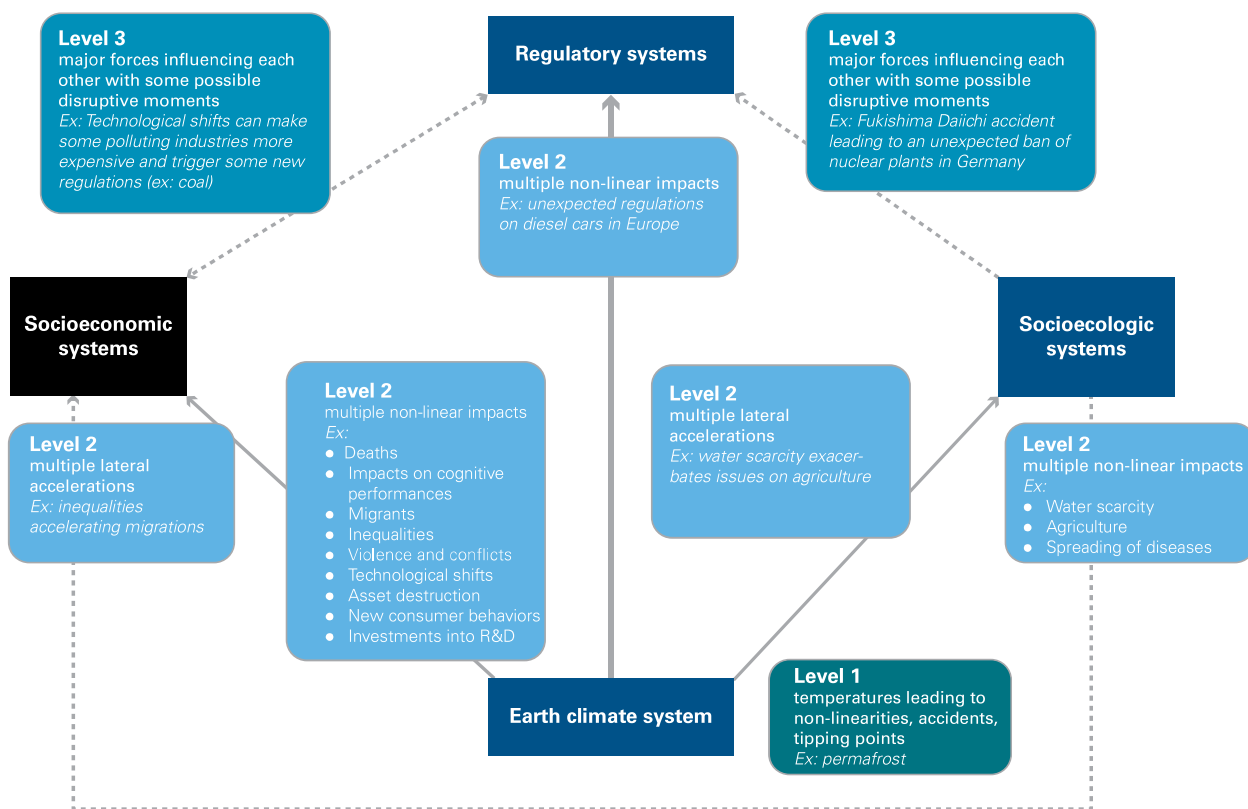 Level 3
major forces influencing each
other with some possible
disruptive moments
Ex: Technological shifts can make
some polluting industries more
expensive and trigger some new
regulations (ex: coal)
Regulatory systems
Level 3
major forces influencing each
other with some possible
disruptive moments
Ex: Fukishima Daiichi accident
leading to an unexpected ban of
nuclear plants in Germany
Level 2
multiple non-linear impacts
Ex: unexpected regulations
on diesel cars in Europe
Socioeconomic
systems
Socioecologic
systems
Level 2
multiple lateral
accelerations
Ex: inequalities
accelerating migrations
Level 2
multiple non-linear impacts
Ex:
● Deaths
● Impacts on cognitive
performances
● Migrants
● Inequalities
● Violence and conflicts
● Technological shifts
● Asset destruction
● New consumer behaviors
● Investments into R&D
Level 2
multiple lateral
accelerations
Ex: water scarcity exacer-
bates issues on agriculture
Level 2
multiple non-linear impacts
Ex:
● Water scarcity
● Agriculture
● Spreading of diseases
Earth climate system
Level 1
temperatures leading to
non-linearities, accidents,
tipping points
Ex: permafrost